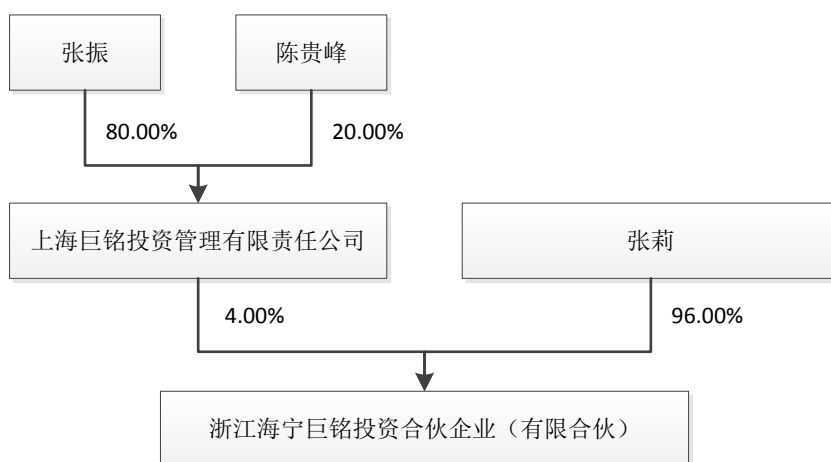 张振
陈贵峰
80.00%
20.00%
上海巨铭投资管理有限责任公司
张莉
4.00%
96.00%
浙江海宁巨铭投资合伙企业（有限合伙）